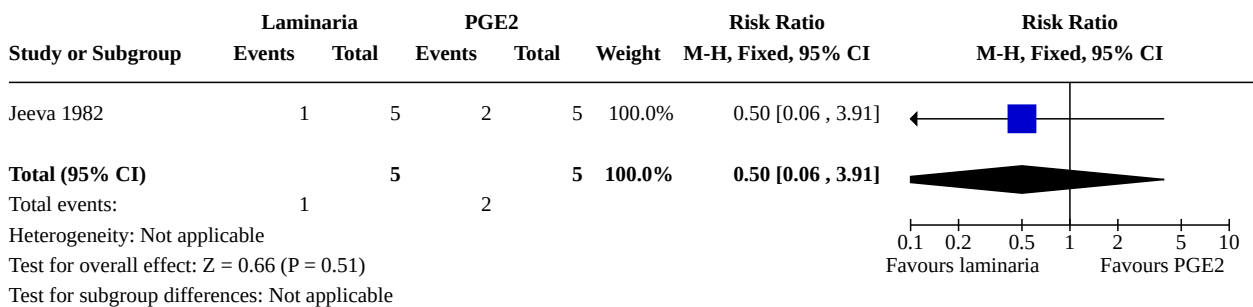 Laminaria PGE2 Risk Ratio Risk Ratio
Study or Subgroup Events Total Events Total Weight M-H, Fixed, 95% CI M-H, Fixed, 95% CI
Jeeva 1982 1 5 2 5 100.0% 0.50 [0.06 , 3.91]
Total (95% CI) 5 5 100.0% 0.50 [0.06 , 3.91]
Total events: 1 2
Heterogeneity: Not applicable
Test for overall effect: Z = 0.66 (P = 0.51)
Test for subgroup differences: Not applicable
0.1 0.2 0.5 1 2 5 10
Favours laminaria Favours PGE2